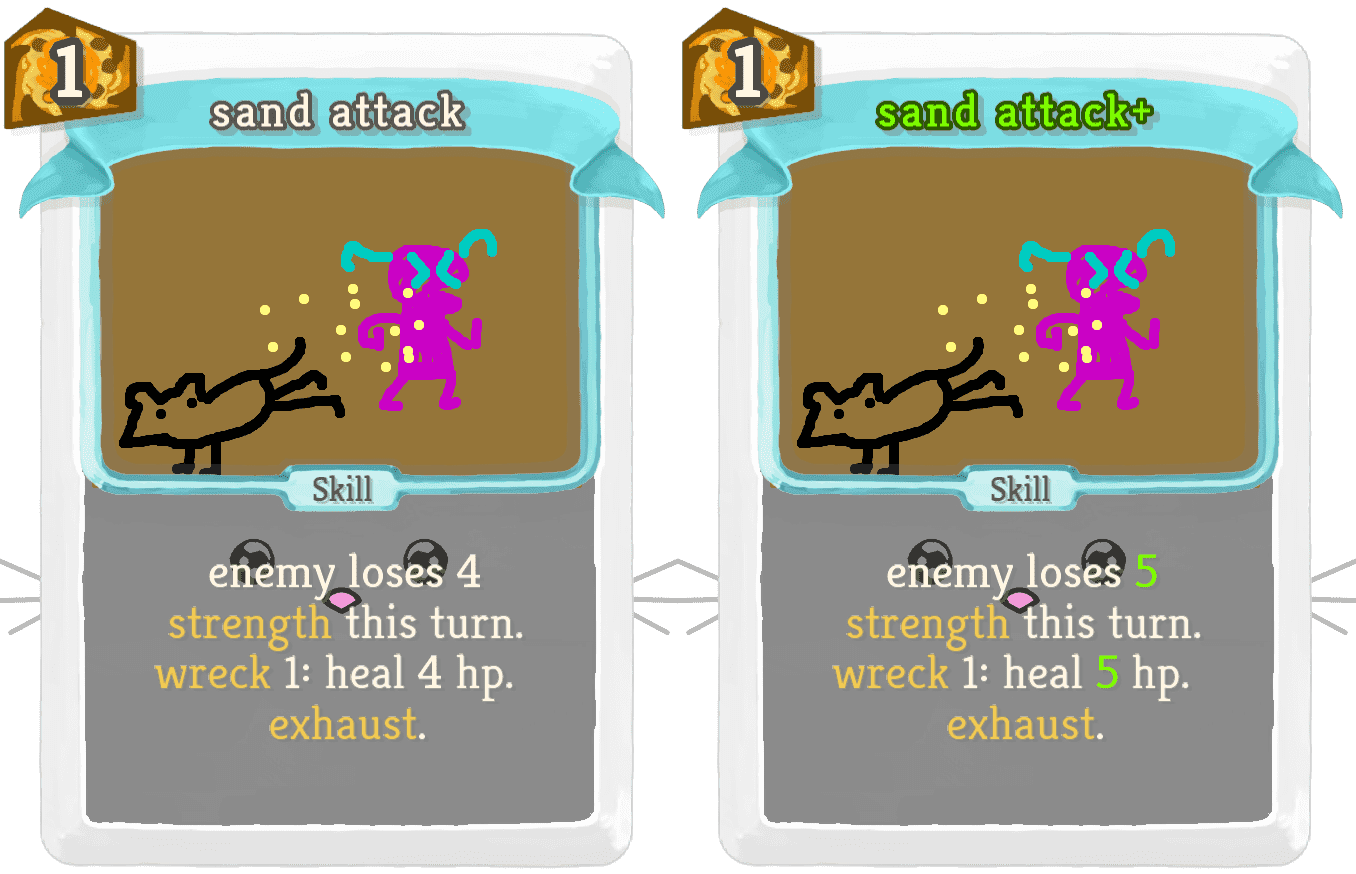 1
sand attack
Skill
enemy loses 4
strength this turn.
wreck 1: heal 4 hp.
exhaust.
1
sand attack+
Skill
enemy loses 5
strength this turn.
wreck 1: heal 5 hp.
exhaust.